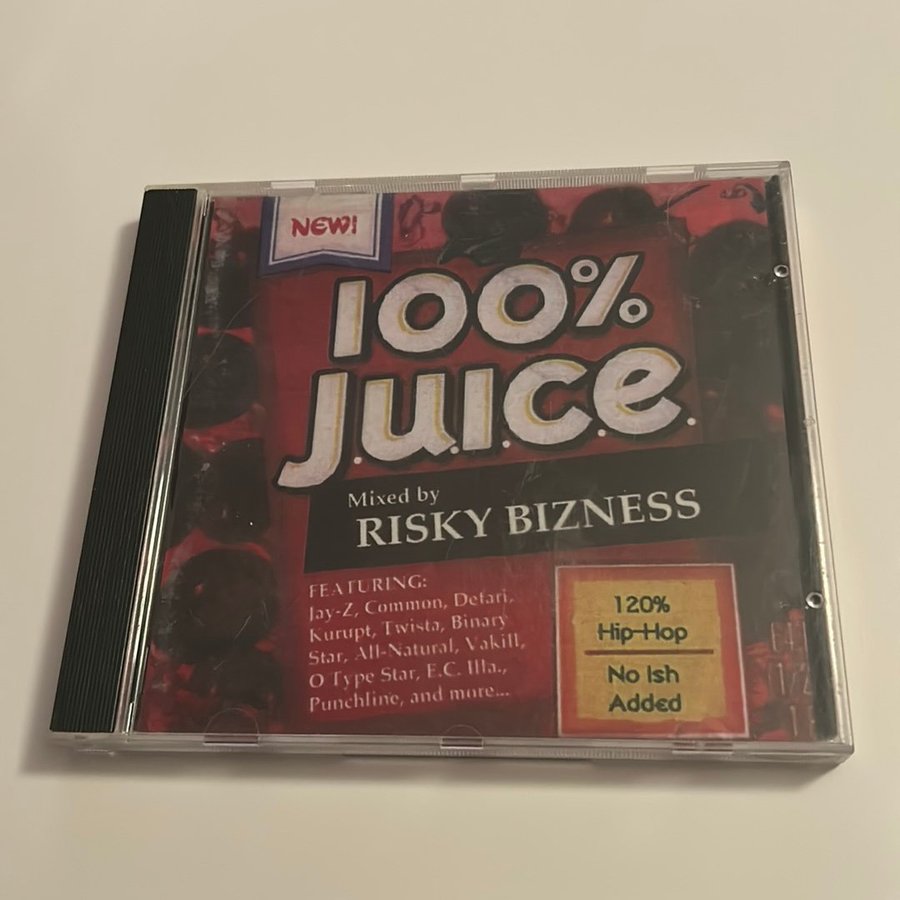 NEW!
100%
J.U.I.C.E.
Mixed by
RISKY BIZNESS
FEATURING:
Jay-Z, Common, Defari,
Kurupt, Twista, Binary
Star, All-Natural, Vakill,
O Type Star, E.C. Illa.,
Punchline, and more...
120%
Hip-Hop
No Ish
Added